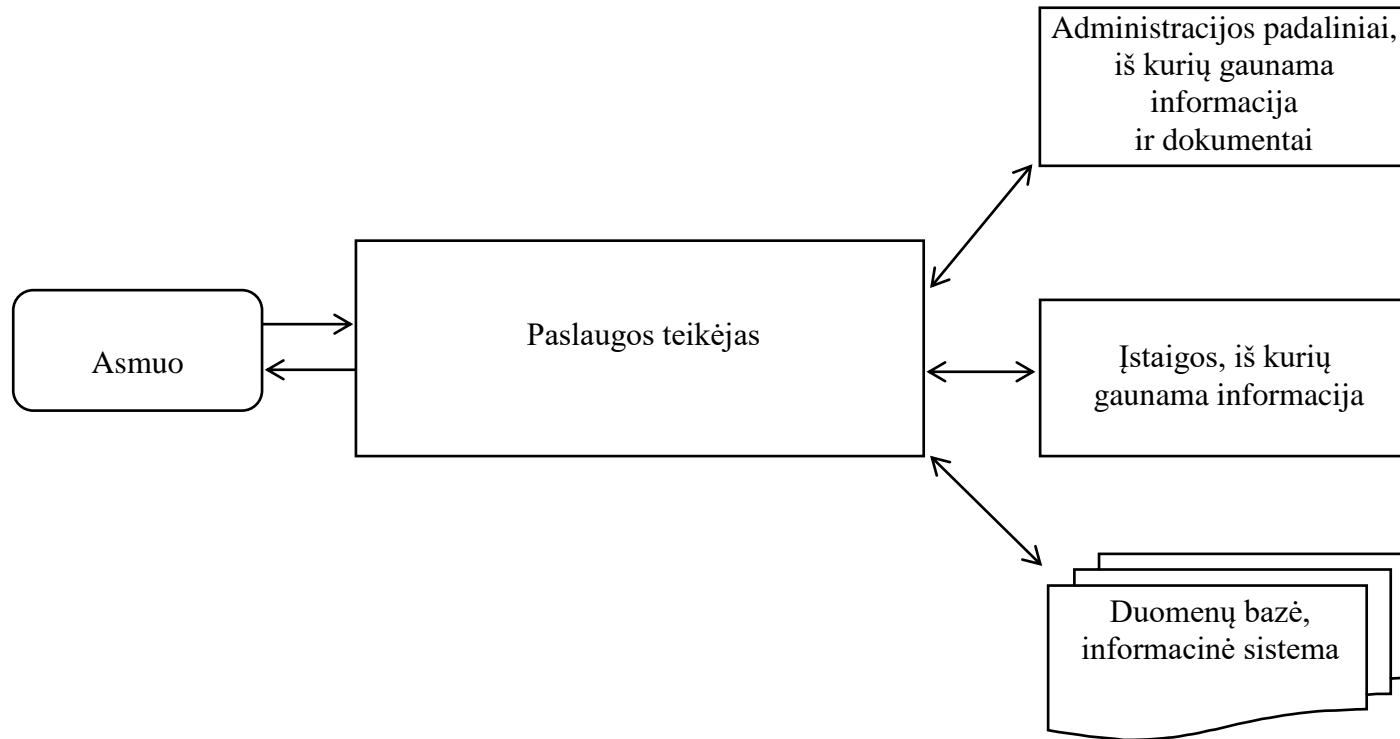 Administracijos padaliniai,
iš kurių gaunama
informacija
ir dokumentai
Asmuo
Paslaugos teikėjas
Įstaigos, iš kurių
gaunama informacija
Duomenų bazė,
informacinė sistema